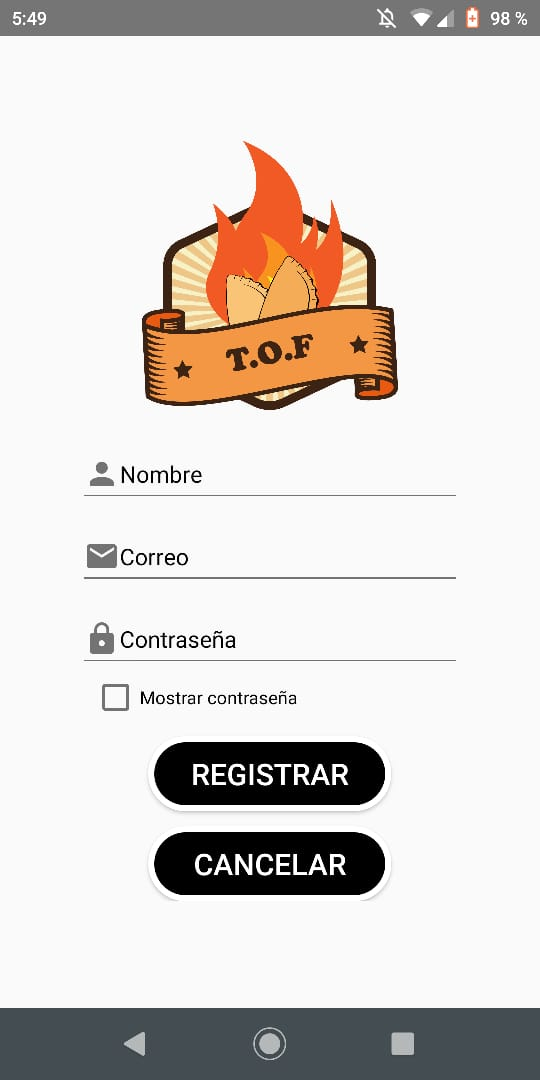 5:49 98 %
T.O.F
Nombre
Correo
Contraseña
Mostrar contraseña
REGISTRAR
CANCELAR